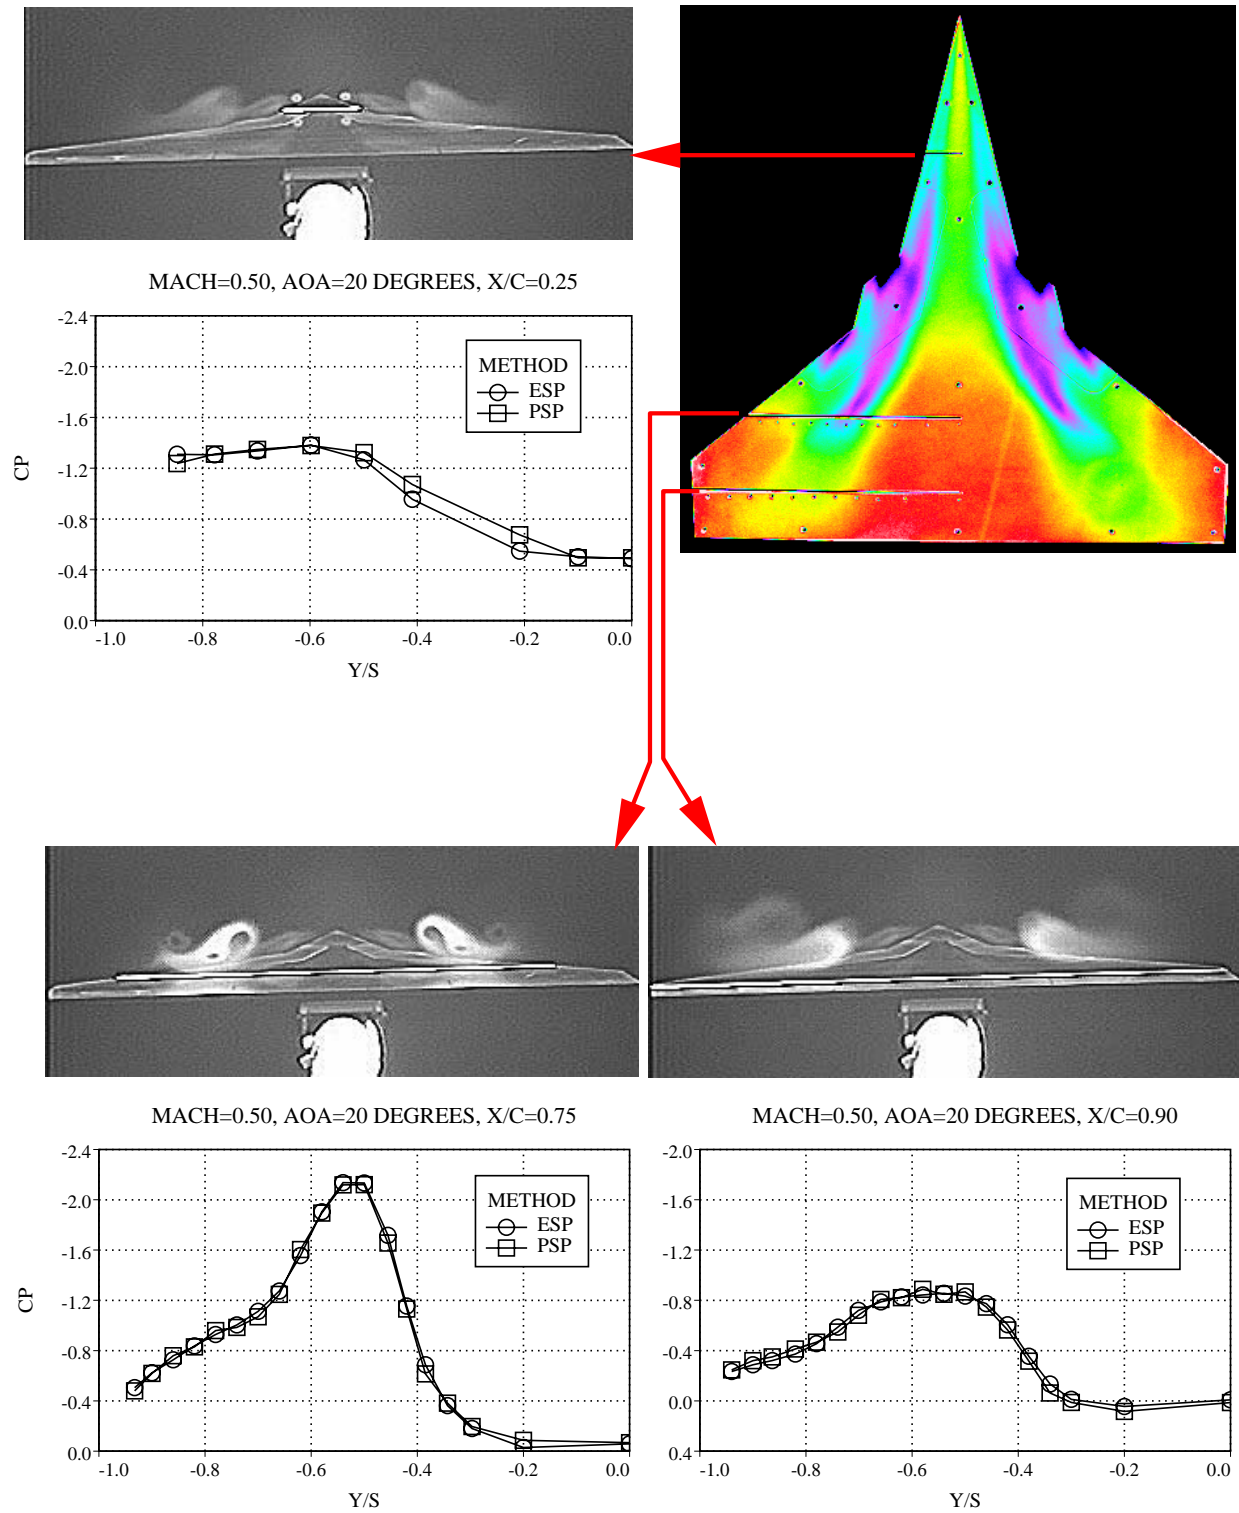 MACH=0.50, AOA=20 DEGREES, X/C=0.25
-2.4
-2.0
-1.6
-1.2
-0.8
-0.4
0.0
CP
METHOD
ESP
PSP
-1.0 -0.8 -0.6 -0.4 -0.2 0.0
Y/S
MACH=0.50, AOA=20 DEGREES, X/C=0.75
-2.4
-2.0
-1.6
-1.2
-0.8
-0.4
0.0
CP
METHOD
ESP
PSP
-1.0 -0.8 -0.6 -0.4 -0.2 0.0
Y/S
MACH=0.50, AOA=20 DEGREES, X/C=0.90
-2.0
-1.6
-1.2
-0.8
-0.4
0.0
0.4
METHOD
ESP
PSP
-1.0 -0.8 -0.6 -0.4 -0.2 0.0
Y/S